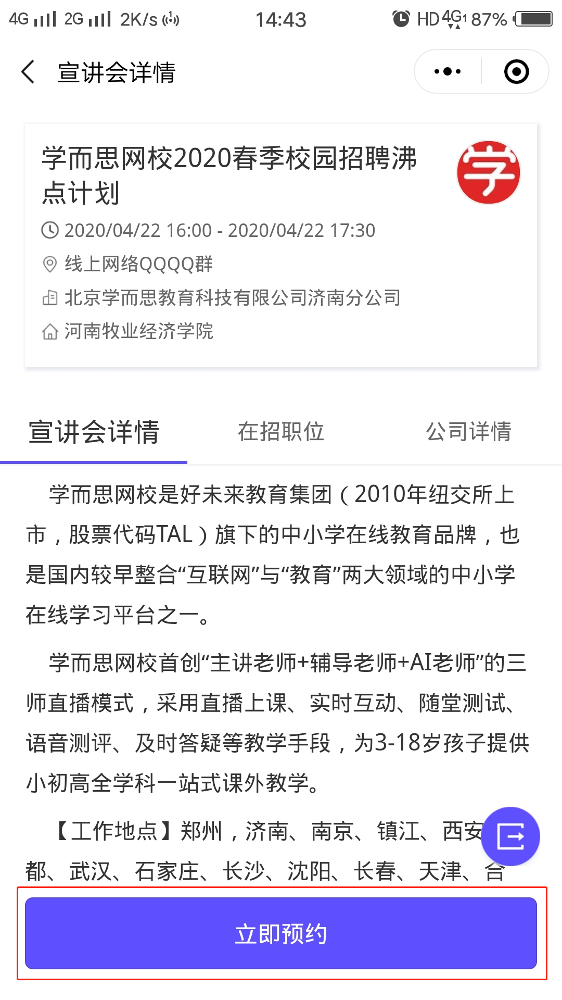 4G 2G 2K/s 14:43 HD 4G1 87%
宣讲会详情
学而思网校2020春季校园招聘沸
点计划
学
2020/04/22 16:00 - 2020/04/22 17:30
线上网络QQQQ群
北京学而思教育科技有限公司济南分公司
河南牧业经济学院
宣讲会详情 在招职位 公司详情
学而思网校是好未来教育集团（2010年纽交所上
市，股票代码TAL）旗下的中小学在线教育品牌，也
是国内较早整合“互联网”与“教育”两大领域的中小学
在线学习平台之一。
学而思网校首创“主讲老师+辅导老师+AI老师”的三
师直播模式，采用直播上课、实时互动、随堂测试、
语音测评、及时答疑等教学手段，为3-18岁孩子提供
小初高全学科一站式课外教学。
【工作地点】郑州，济南、南京、镇江、西安
都、武汉、石家庄、长沙、沈阳、长春、天津、合
立即预约